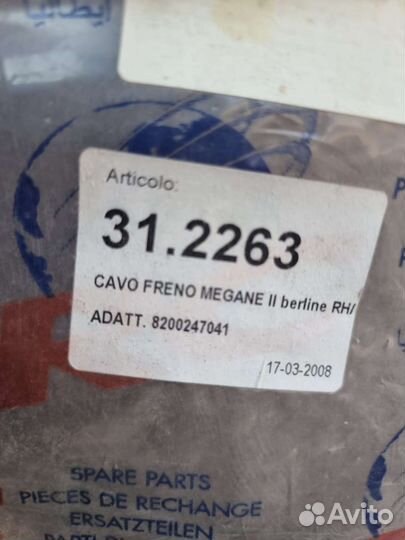 إيطاليا
Articolo:
31.2263
CAVO FRENO MEGANE II berline RH/
ADATT. 8200247041
17-03-2008
SPARE PARTS
PIECES DE RECHANGE
ERSATZTEILEN
Avito